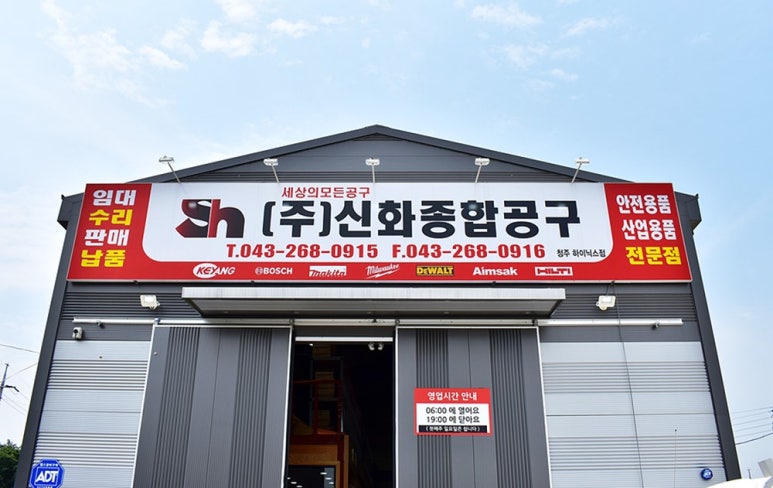 임대
수리
판매
납품
세상의모든공구
Sh (주)신화종합공구
T.043-268-0915 F.043-268-0916 청주 하이닉스점
KEYANG BOSCH makita Milwaukee DEWALT Aimsak HILTI
안전용품
산업용품
전문점
영업시간 안내
06:00 에 열어요
19:00 에 닫아요
ADT